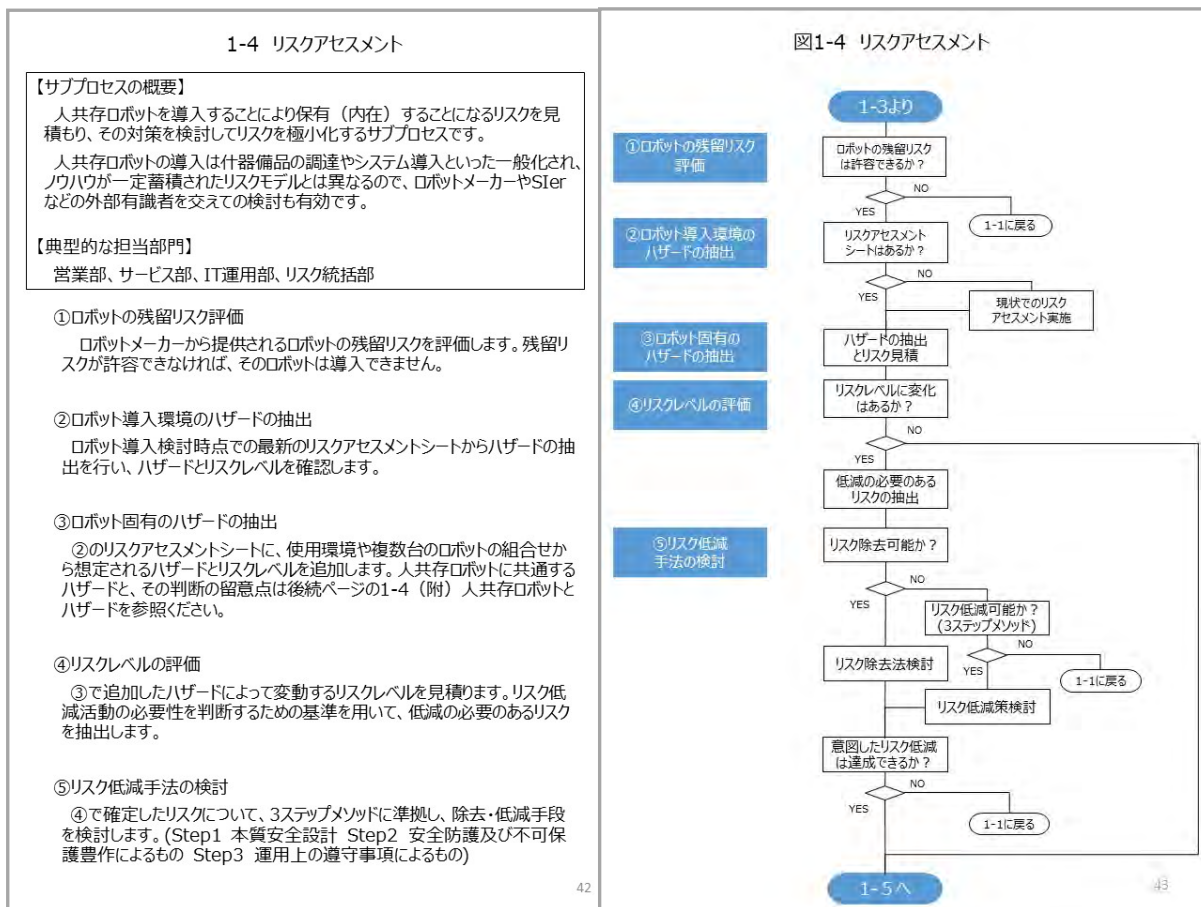 1-4 リスクアセスメント
【サブプロセスの概要】
人共存ロボットを導入することにより保有（内在）することになるリスクを見
積もり、その対策を検討してリスクを極小化するサブプロセスです。
人共存ロボットの導入は什器備品の調達やシステム導入といった一般化され、
ノウハウが一定蓄積されたリスクモデルとは異なるので、ロボットメーカーやSIer
などの外部有識者を交えての検討も有効です。
【典型的な担当部門】
営業部、サービス部、IT運用部、リスク統括部
①ロボットの残留リスク評価
ロボットメーカーから提供されるロボットの残留リスクを評価します。残留リ
スクが許容できなければ、そのロボットは導入できません。
②ロボット導入環境のハザードの抽出
ロボット導入検討時点での最新のリスクアセスメントシートからハザードの抽
出を行い、ハザードとリスクレベルを確認します。
③ロボット固有のハザードの抽出
②のリスクアセスメントシートに、使用環境や複数台のロボットの組合せか
ら想定されるハザードとリスクレベルを追加します。人共存ロボットに共通する
ハザードと、その判断の留意点は後続ページの1-4（附）人共存ロボットと
ハザードを参照ください。
④リスクレベルの評価
③で追加したハザードによって変動するリスクレベルを見積ります。リスク低
減活動の必要性を判断するための基準を用いて、低減の必要のあるリスク
を抽出します。
⑤リスク低減手法の検討
④で確定したリスクについて、3ステップメソッドに準拠し、除去・低減手段
を検討します。(Step1 本質安全設計 Step2 安全防護及び不可保
護豊作によるもの Step3 運用上の遵守事項によるもの)
42
図1-4 リスクアセスメント
1-3より
①ロボットの残留リスク
評価
ロボットの残留リスク
は許容できるか？
NO
YES
1-1に戻る
②ロボット導入環境の
ハザードの抽出
リスクアセスメント
シートはあるか？
NO
YES
現状でのリスク
アセスメント実施
③ロボット固有の
ハザードの抽出
ハザードの抽出
とリスク見積
④リスクレベルの評価
リスクレベルに変化
はあるか？
NO
YES
低減の必要のある
リスクの抽出
⑤リスク低減
手法の検討
リスク除去可能か？
NO
YES
リスク低減可能か？
(3ステップメソッド)
NO
YES
リスク除去法検討
1-1に戻る
リスク低減策検討
意図したリスク低減
は達成できるか？
NO
YES
1-1に戻る
1-5へ
43